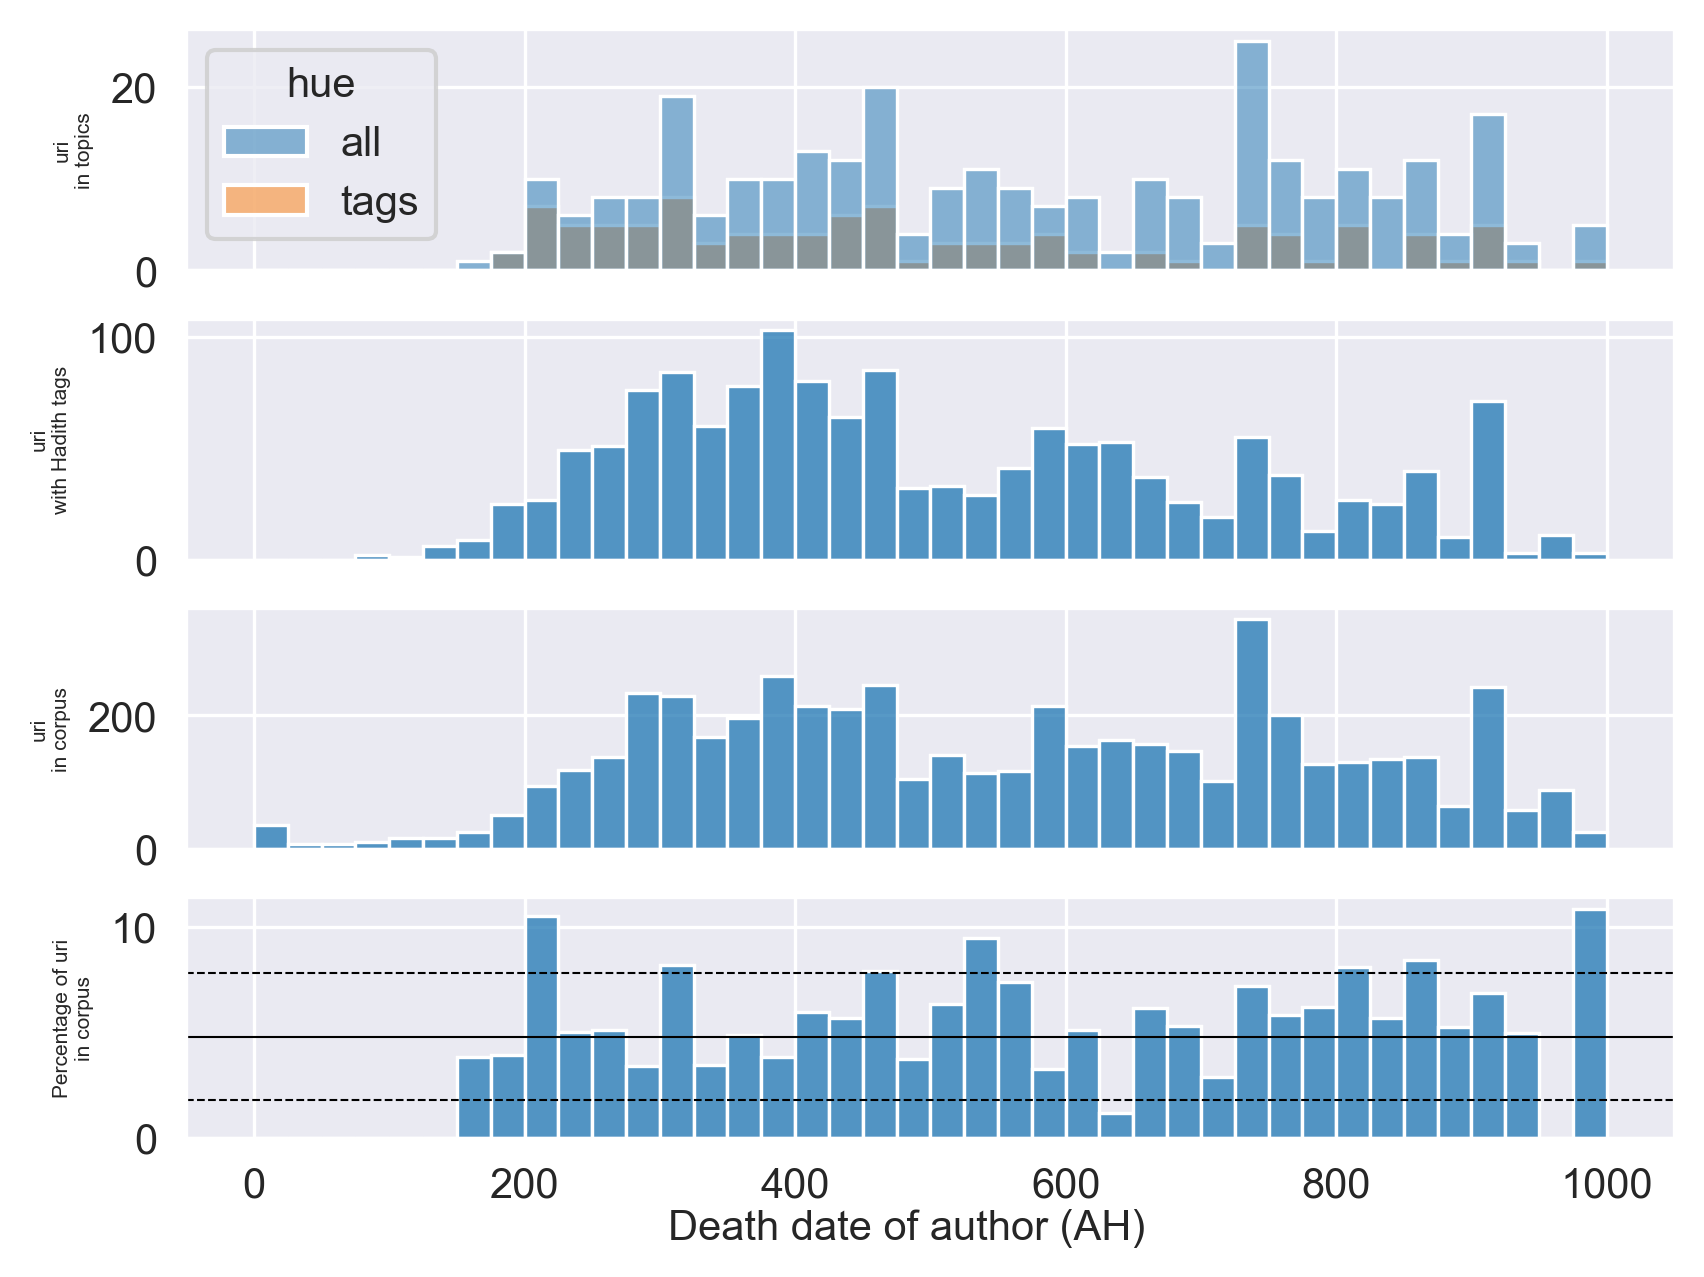 hue
all
tags
20
0
uri
in topics
100
0
uri
with Hadith tags
200
0
uri
in corpus
10
0
Percentage of uri
in corpus
0 200 400 600 800 1000
Death date of author (AH)